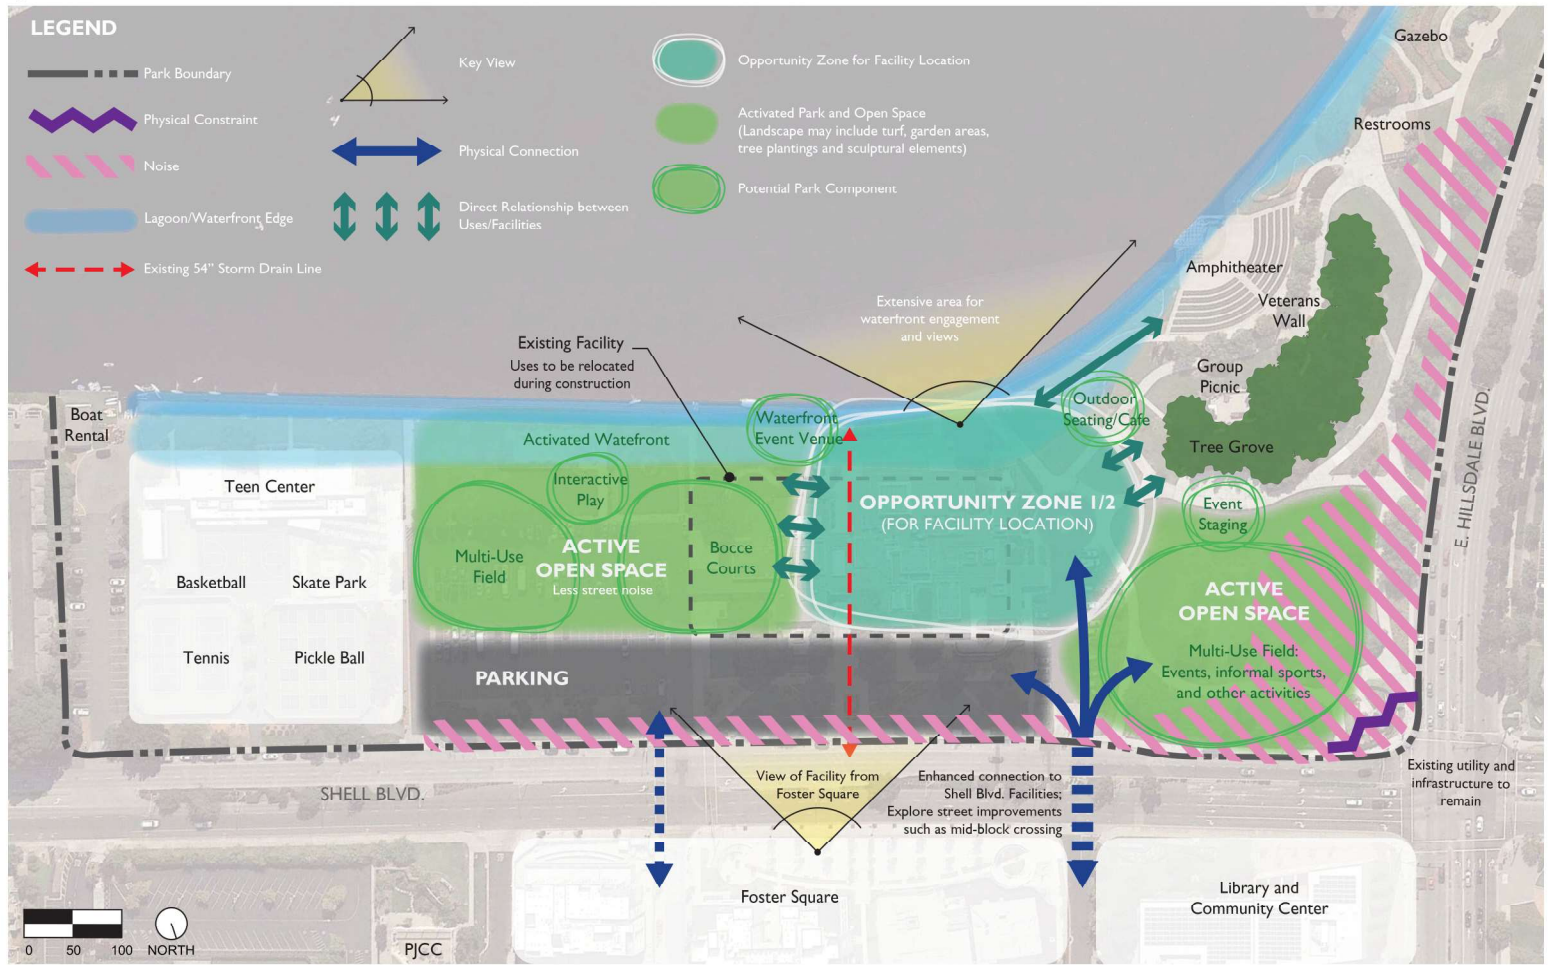 LEGEND
Park Boundary
Physical Constraint
Noise
Lagoon/Waterfront Edge
Existing 54” Storm Drain Line
Key View
Physical Connection
Direct Relationship between
Uses/Facilities
Opportunity Zone for Facility Location
Activated Park and Open Space
(Landscape may include turf, garden areas,
tree plantings and sculptural elements)
Potential Park Component
Gazebo
Restrooms
Amphitheater
Veterans
Wall
Group
Picnic
Tree Grove
E. HILLSDALE BLVD.
Extensive area for
waterfront engagement
and views
Existing Facility
Uses to be relocated
during construction
Boat
Rental
Activated Watefront
Waterfront
Event Venue
Outdoor
Seating/Cafe
Teen Center
Basketball
Skate Park
Tennis
Pickle Ball
Interactive
Play
Multi-Use
Field
ACTIVE
OPEN SPACE
Less street noise
Bocce
Courts
OPPORTUNITY ZONE 1/2
(FOR FACILITY LOCATION)
Event
Staging
ACTIVE
OPEN SPACE
Multi-Use Field:
Events, informal sports,
and other activities
PARKING
SHELL BLVD.
View of Facility from
Foster Square
Enhanced connection to
Shell Blvd. Facilities;
Explore street improvements
such as mid-block crossing
Existing utility and
infrastructure to
remain
Foster Square
Library and
Community Center
PJCC
0 50 100 NORTH